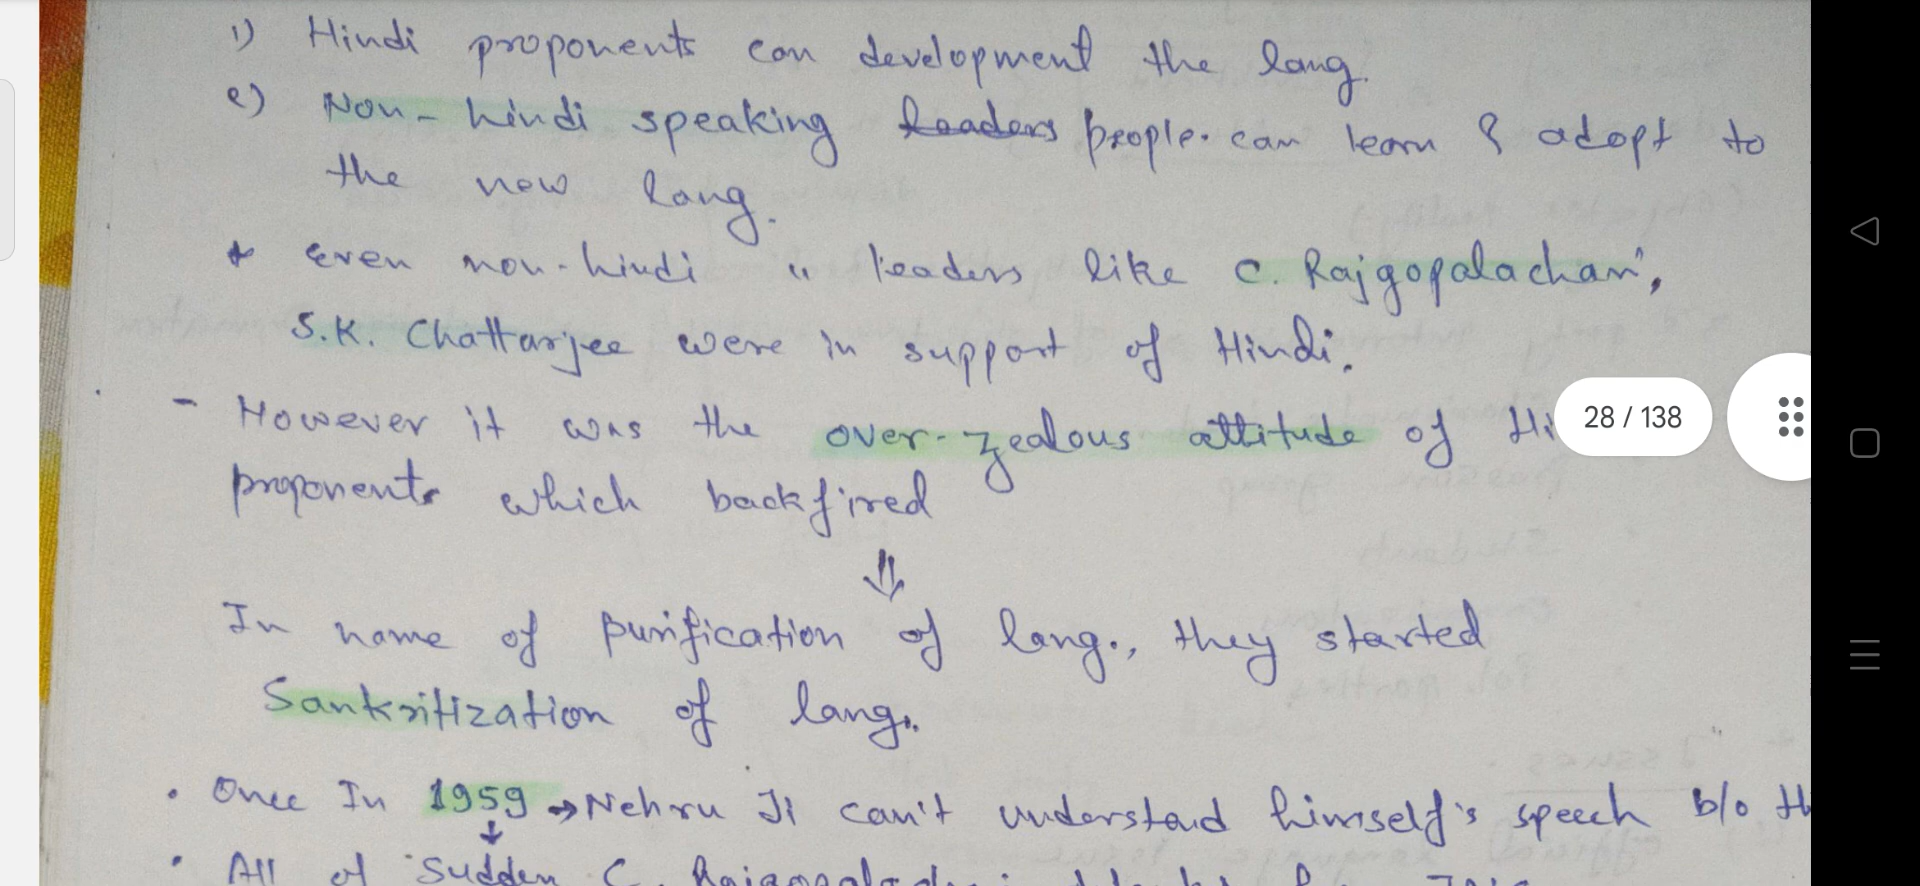 1) Hindi proponents can development the lang.
2) Non-hindi speaking leaders people. can learn & adopt to
the new lang.
* Even non-hindi " leaders like C. Rajgopalachari,
S.K. Chattarjee were in support of Hindi.
- However it was the over-zealous attitude of Hi
28 / 138
proponents which backfired
⇓
In name of purification of lang., they started
Sankritization of lang.
• Once In 1959 → Nehru Ji can't understand himself's speech b/o
↓
• All of sudden C.